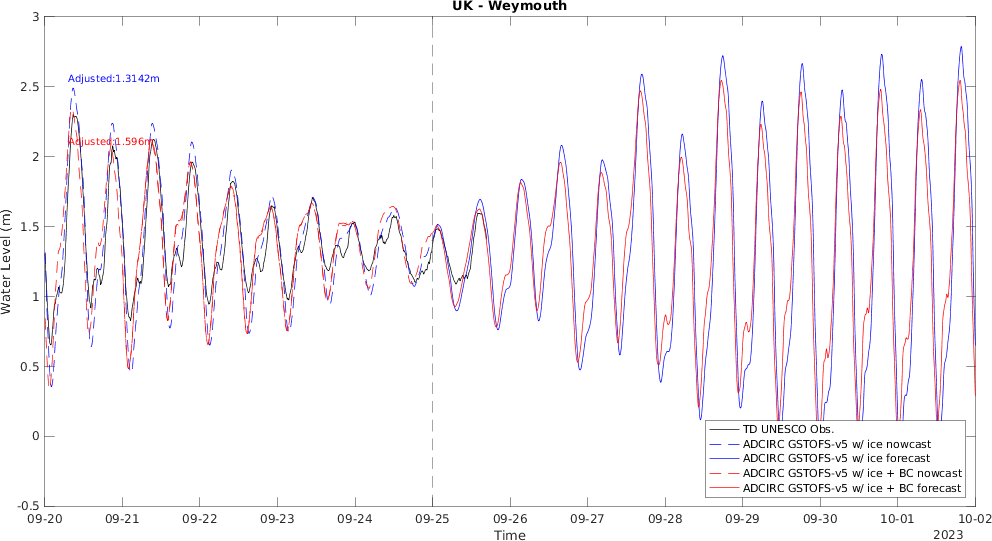 UK - Weymouth
3
2.5
2
1.5
1
0.5
0
-0.5
Water Level (m)
Adjusted:1.3142m
Adjusted:1.596m
TD UNESCO Obs.
ADCIRC GSTOFS-v5 w/ ice nowcast
ADCIRC GSTOFS-v5 w/ ice forecast
ADCIRC GSTOFS-v5 w/ ice + BC nowcast
ADCIRC GSTOFS-v5 w/ ice + BC forecast
09-20 09-21 09-22 09-23 09-24 09-25 09-26 09-27 09-28 09-29 09-30 10-01 10-02
Time
2023